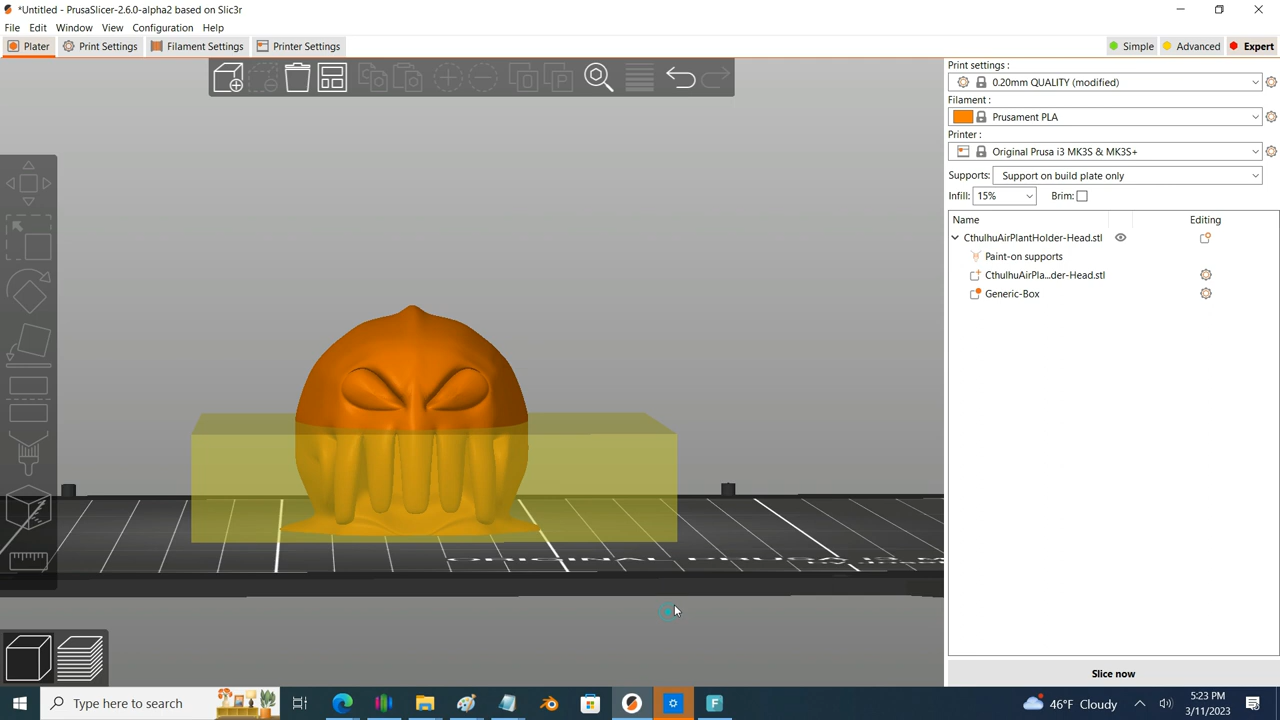 *Untitled - PrusaSlicer-2.6.0-alpha2 based on Slic3r
File Edit Window View Configuration Help
Plater Print Settings Filament Settings Printer Settings Simple Advanced Expert
Print settings :
0.20mm QUALITY (modified)
Filament :
Prusament PLA
Printer :
Original Prusa i3 MK3S & MK3S+
Supports: Support on build plate only
Infill: 15% Brim:
Name Editing
CthulhuAirPlantHolder-Head.stl
Paint-on supports
CthulhuAirPla...der-Head.stl
Generic-Box
Slice now
Type here to search
46°F Cloudy
5:23 PM
3/11/2023